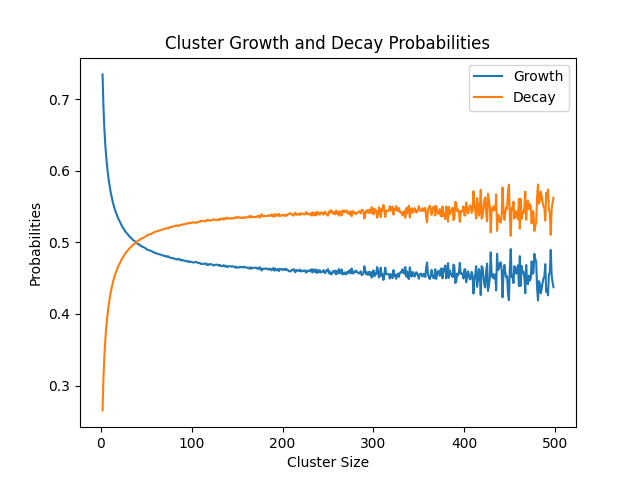 Cluster Growth and Decay Probabilities
Growth
Decay
0.7
0.6
0.5
0.4
0.3
Probabilities
0
100
200
300
400
500
Cluster Size